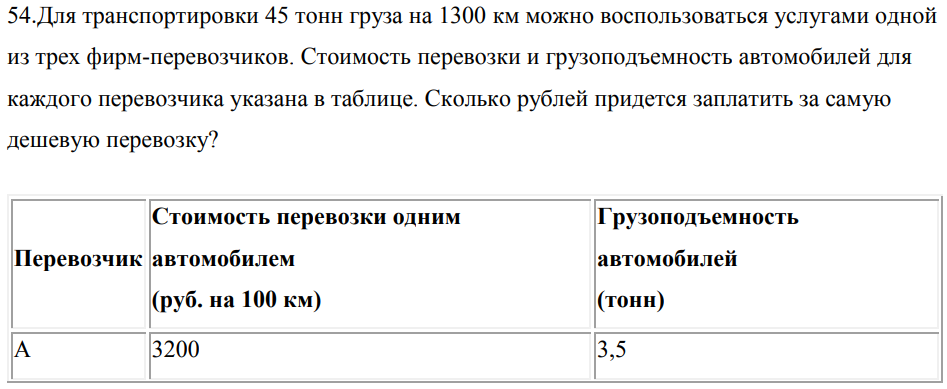 54.Для транспортировки 45 тонн груза на 1300 км можно воспользоваться услугами одной
из трех фирм-перевозчиков. Стоимость перевозки и грузоподъемность автомобилей для
каждого перевозчика указана в таблице. Сколько рублей придется заплатить за самую
дешевую перевозку?
Перевозчик
Стоимость перевозки одним
автомобилем
(руб. на 100 км)
Грузоподъемность
автомобилей
(тонн)
А 3200 3,5